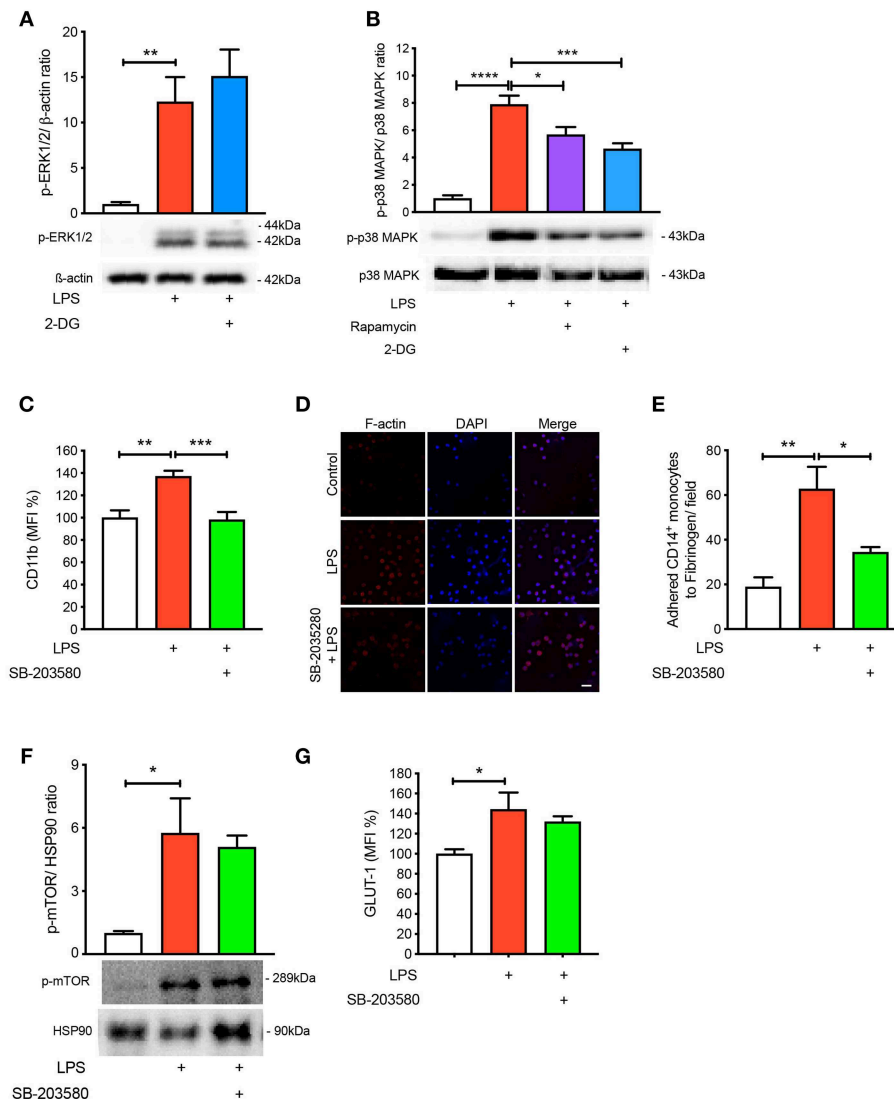 A
p-ERK1/2/ β-actin ratio
20
15
10
5
0
**
p-ERK1/2
- 44kDa
- 42kDa
ß-actin
- 42kDa
LPS + +
2-DG +
B
p-p38 MAPK/ p38 MAPK ratio
12
10
8
6
4
2
0
***
**** *
p-p38 MAPK - 43kDa
p38 MAPK - 43kDa
LPS + + +
Rapamycin +
2-DG +
C
CD11b (MFI %)
160
140
120
100
80
60
40
20
0
** ***
LPS + +
SB-203580 +
D
F-actin DAPI Merge
Control
LPS
SB-2035280
+ LPS
E
Adhered CD14⁺ monocytes
to Fibrinogen/ field
80
60
40
20
0
** *
LPS + +
SB-203580 +
F
p-mTOR/ HSP90 ratio
9
6
3
0
*
p-mTOR - 289kDa
HSP90 - 90kDa
LPS + +
SB-203580 +
G
GLUT-1 (MFI %)
180
160
140
120
100
80
60
40
20
0
*
LPS + +
SB-203580 +